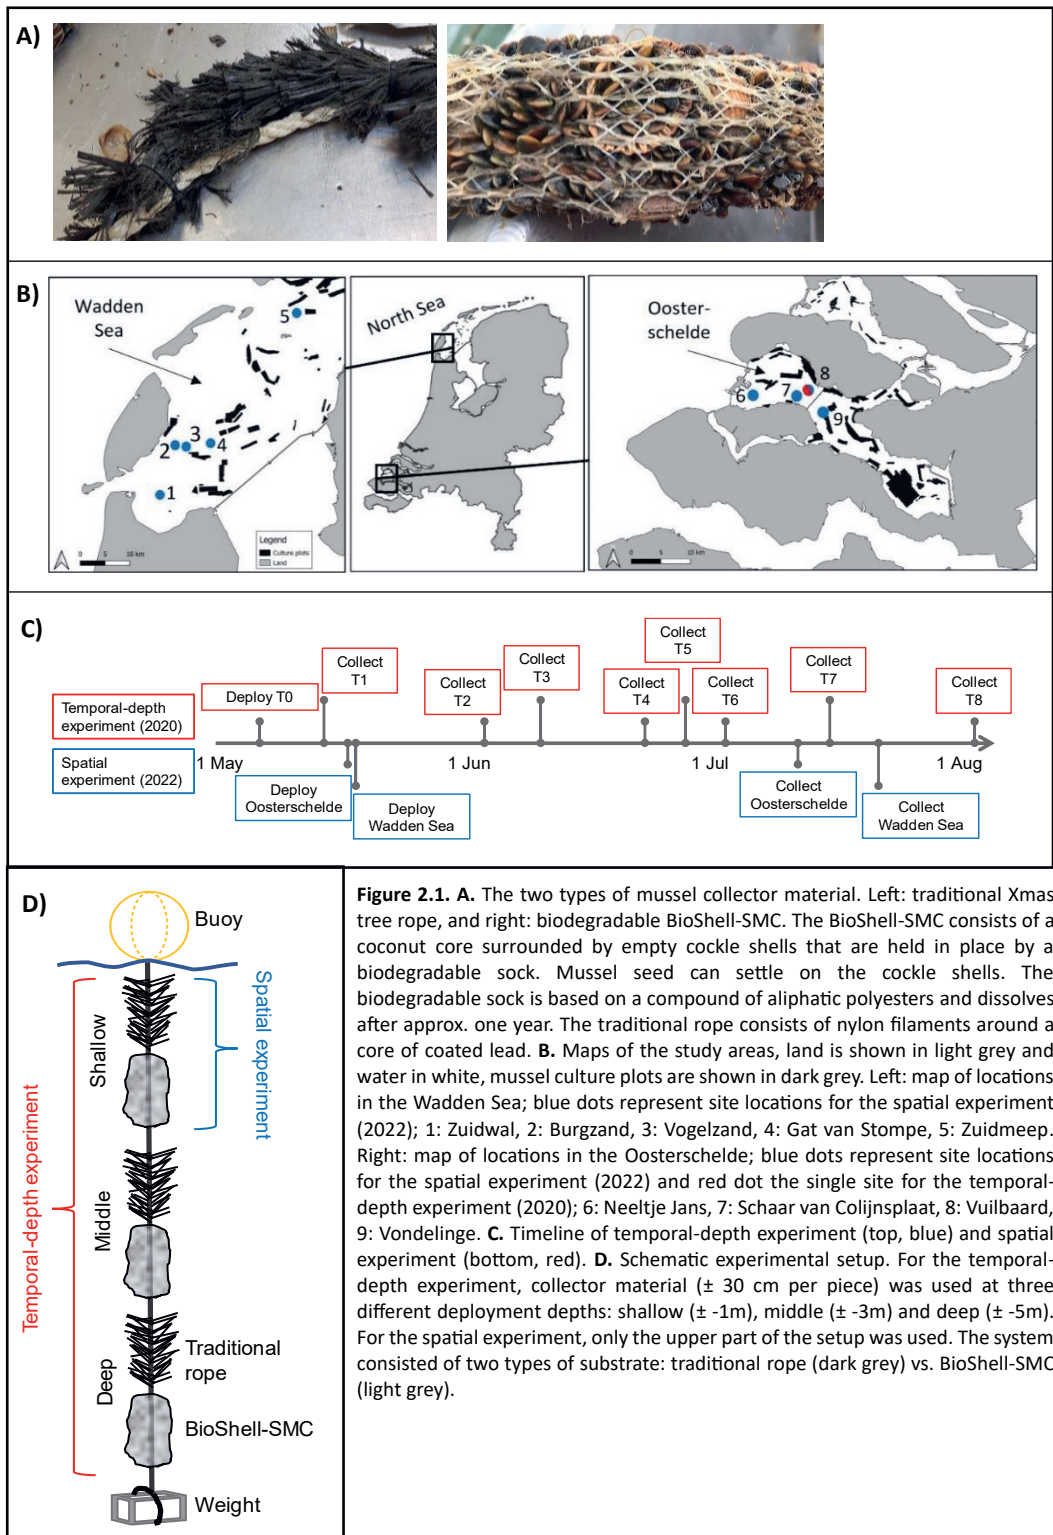 A)
B)
Wadden
Sea
5
2
3
4
1
Legend
Culture plots
Land
0 5 10 km
North Sea
Ooster-
schelde
6
7
8
9
0 5 10 km
C)
Temporal-depth
experiment (2020)
Spatial
experiment (2022)
Deploy T0
Collect
T1
Collect
T2
Collect
T3
Collect
T4
Collect
T5
Collect
T6
Collect
T7
Collect
T8
1 May
1 Jun
1 Jul
1 Aug
Deploy
Oosterschelde
Deploy
Wadden Sea
Collect
Oosterschelde
Collect
Wadden Sea
D)
Buoy
Temporal-depth experiment
Shallow
Middle
Deep
Spatial experiment
Traditional
rope
BioShell-SMC
Weight
Figure 2.1. A. The two types of mussel collector material. Left: traditional Xmas
tree rope, and right: biodegradable BioShell-SMC. The BioShell-SMC consists of a
coconut core surrounded by empty cockle shells that are held in place by a
biodegradable sock. Mussel seed can settle on the cockle shells. The
biodegradable sock is based on a compound of aliphatic polyesters and dissolves
after approx. one year. The traditional rope consists of nylon filaments around a
core of coated lead. B. Maps of the study areas, land is shown in light grey and
water in white, mussel culture plots are shown in dark grey. Left: map of locations
in the Wadden Sea; blue dots represent site locations for the spatial experiment
(2022); 1: Zuidwal, 2: Burgzand, 3: Vogelzand, 4: Gat van Stompe, 5: Zuidmeep.
Right: map of locations in the Oosterschelde; blue dots represent site locations
for the spatial experiment (2022) and red dot the single site for the temporal-
depth experiment (2020); 6: Neeltje Jans, 7: Schaar van Colijnsplaat, 8: Vuilbaard,
9: Vondelinge. C. Timeline of temporal-depth experiment (top, blue) and spatial
experiment (bottom, red). D. Schematic experimental setup. For the temporal-
depth experiment, collector material (± 30 cm per piece) was used at three
different deployment depths: shallow (± -1m), middle (± -3m) and deep (± -5m).
For the spatial experiment, only the upper part of the setup was used. The system
consisted of two types of substrate: traditional rope (dark grey) vs. BioShell-SMC
(light grey).